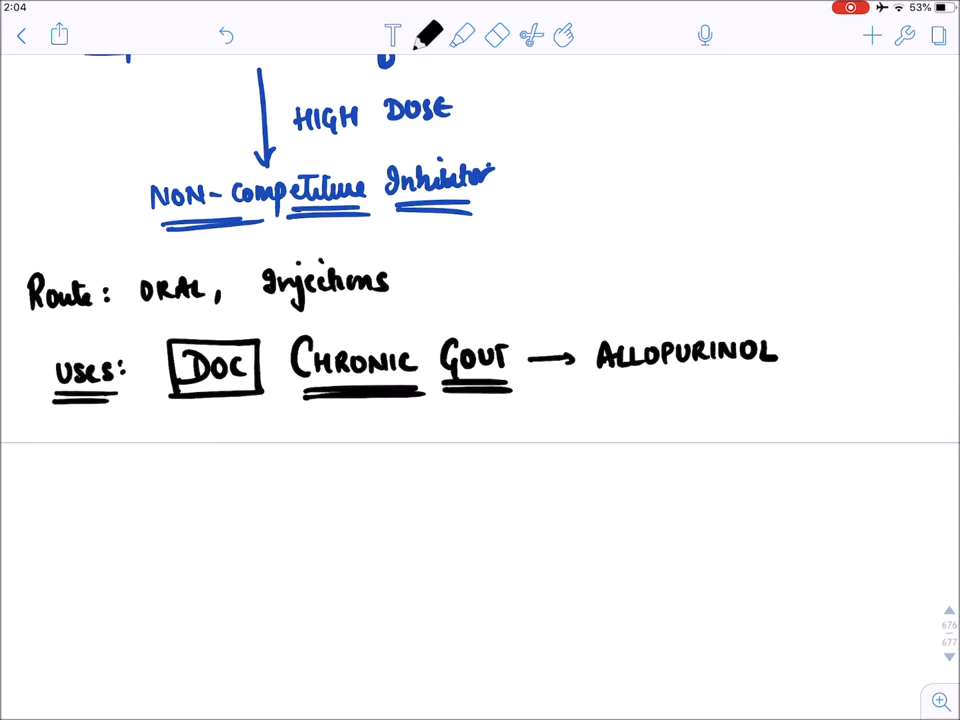 2:04
53%
T
HIGH DOSE
NON-Competitive Inhibitor
Route: ORAL, Injections
USES: DOC CHRONIC GOUT → ALLOPURINOL
676
677